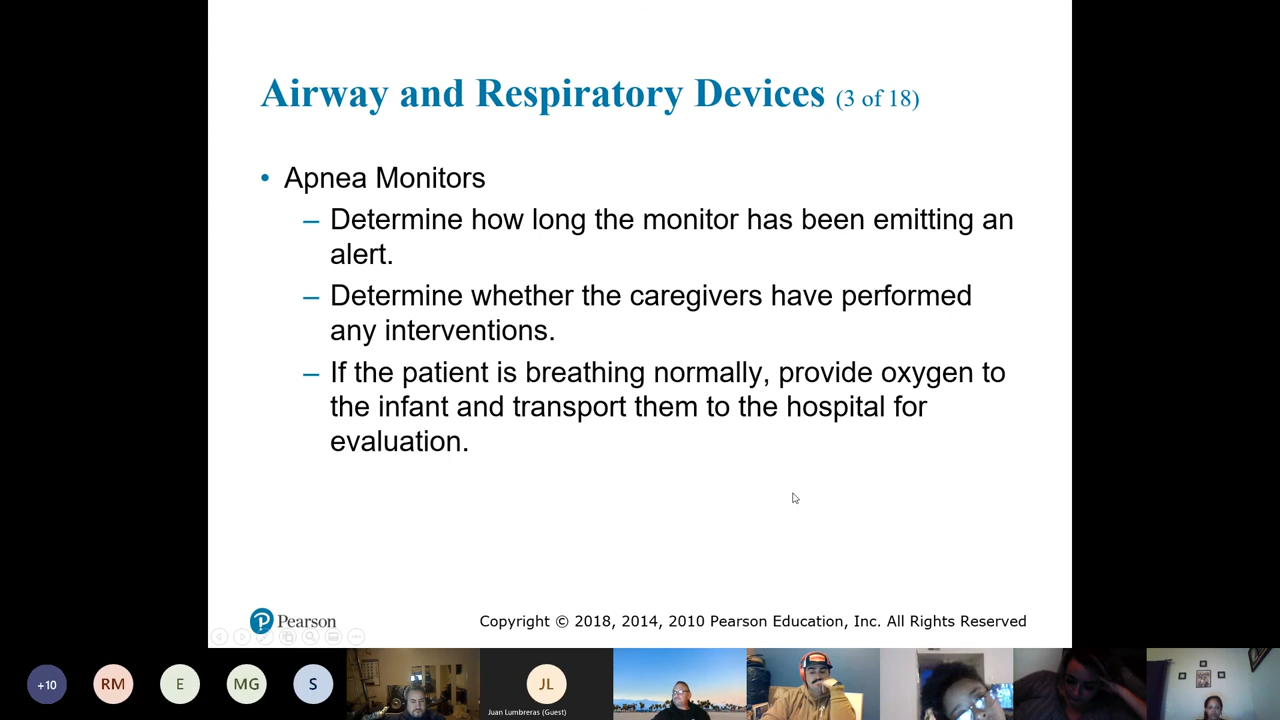 Airway and Respiratory Devices (3 of 18)
• Apnea Monitors
– Determine how long the monitor has been emitting an
alert.
– Determine whether the caregivers have performed
any interventions.
– If the patient is breathing normally, provide oxygen to
the infant and transport them to the hospital for
evaluation.
Pearson
Copyright © 2018, 2014, 2010 Pearson Education, Inc. All Rights Reserved
+10
RM
E
MG
S
JL
Juan Lumbreras (Guest)